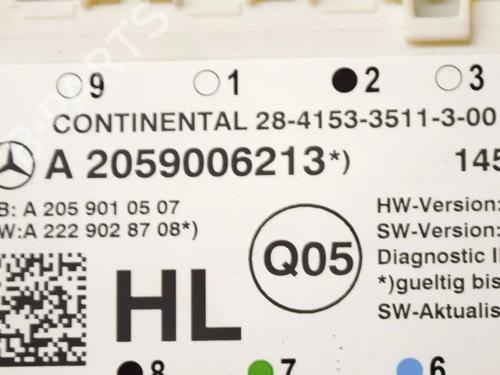 9 1 2 3
CONTINENTAL 28-4153-3511-3-00
A 2059006213*) 145
B: A 205 901 05 07
W:A 222 902 87 08*)
HW-Version:
SW-Version:
Diagnostic I
*)gueltig bis
SW-Aktualis
HL
Q05
8 7 6